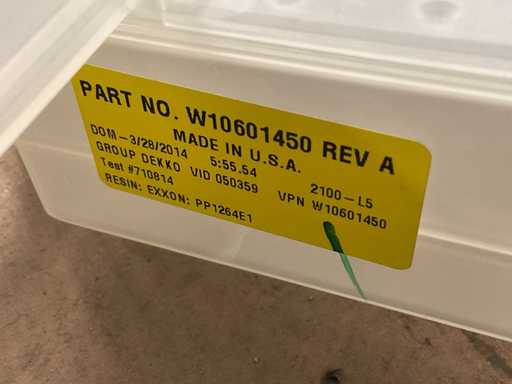 PART NO. W10601450 REV A
MADE IN U.S.A.
DOM-3/28/2014 5:55.54 2100-L5
GROUP DEKKO VID 050359 VPN W10601450
Test #710814
RESIN: EXXON: PP1264E1